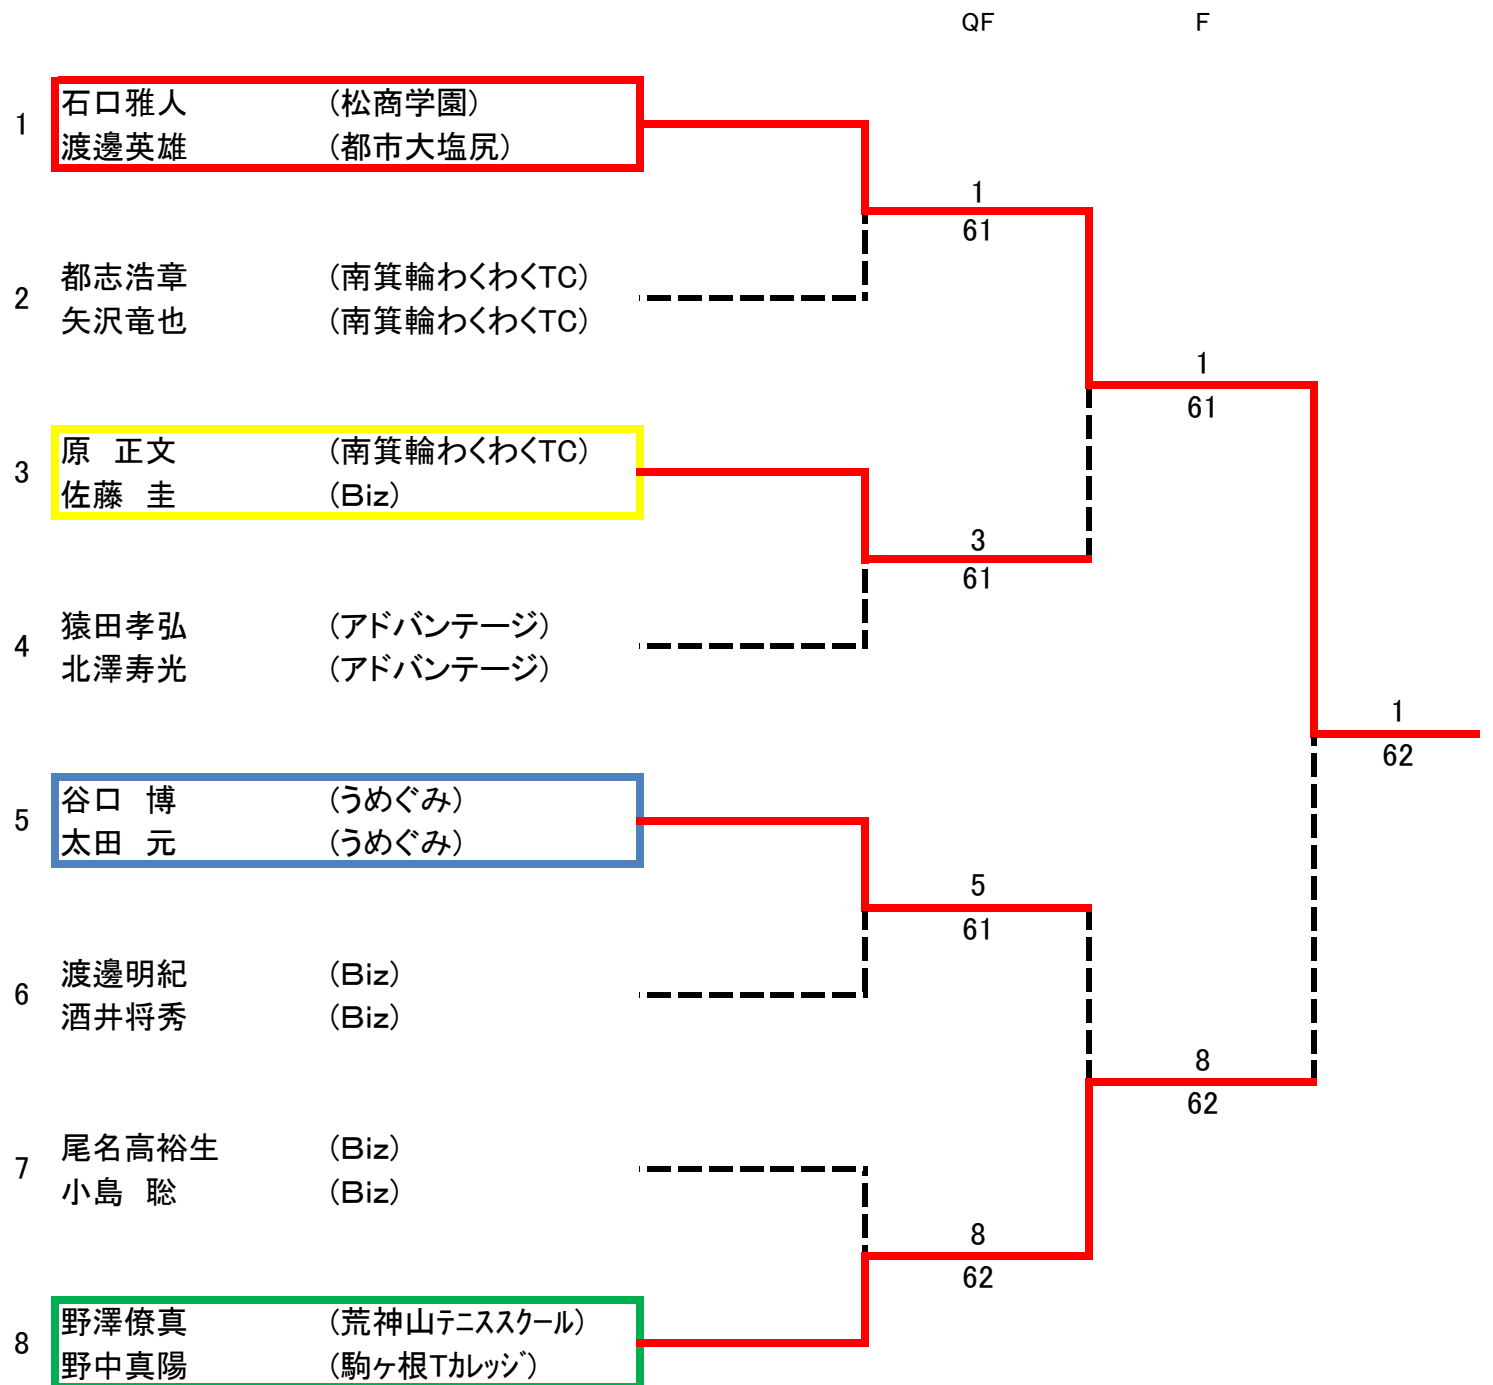 QF F
1 石口雅人 (松商学園)
渡邊英雄 (都市大塩尻)
1
61
2 都志浩章 (南箕輪わくわくTC)
矢沢竜也 (南箕輪わくわくTC)
1
61
3 原 正文 (南箕輪わくわくTC)
佐藤 圭 (Biz)
3
61
4 猿田孝弘 (アドバンテージ)
北澤寿光 (アドバンテージ)
1
62
5 谷口 博 (うめぐみ)
太田 元 (うめぐみ)
5
61
6 渡邊明紀 (Biz)
酒井将秀 (Biz)
8
62
7 尾名高裕生 (Biz)
小島 聡 (Biz)
8
62
8 野澤僚真 (荒神山テニススクール)
野中真陽 (駒ヶ根Tカレッジ)